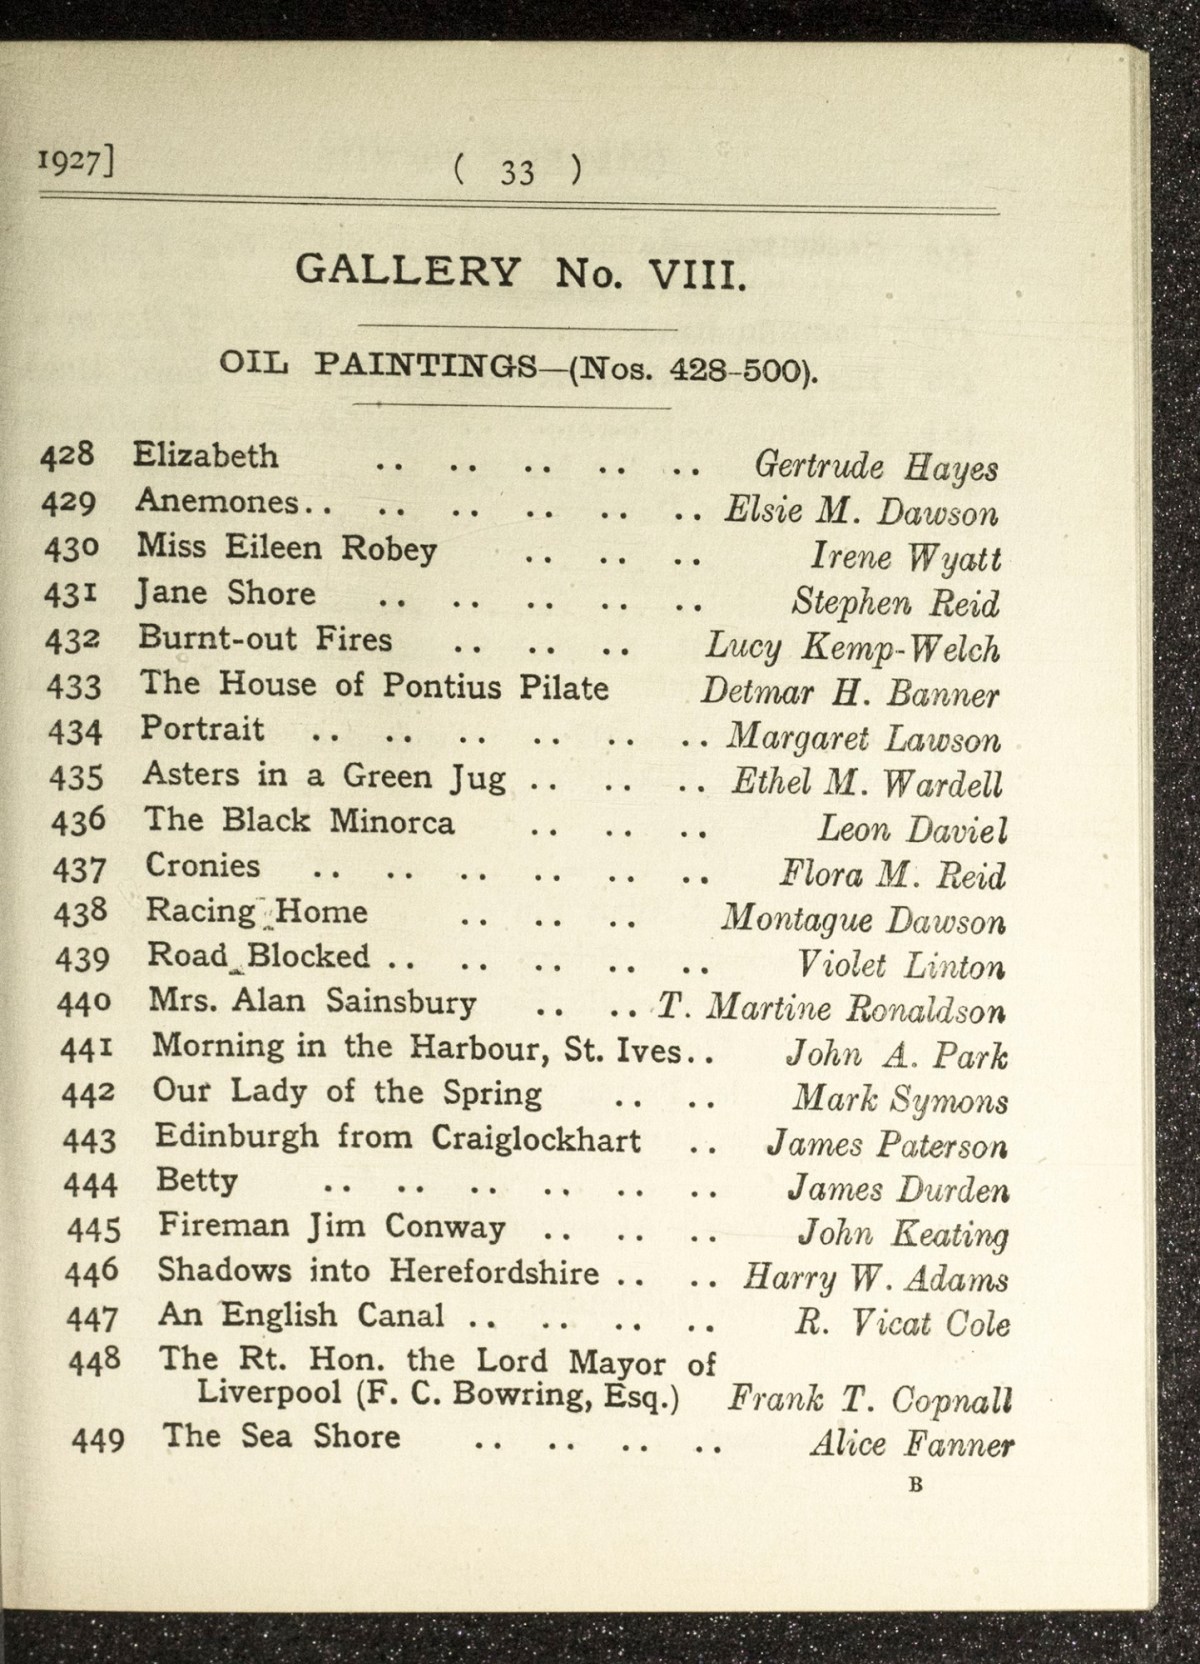 1927]
( 33 )
GALLERY No. VIII.
OIL PAINTINGS—(Nos. 428-500).
428 Elizabeth .. .. .. .. .. Gertrude Hayes
429 Anemones.. .. .. .. .. .. Elsie M. Dawson
430 Miss Eileen Robey .. .. .. Irene Wyatt
431 Jane Shore .. .. .. .. .. Stephen Reid
432 Burnt-out Fires .. .. .. Lucy Kemp-Welch
433 The House of Pontius Pilate Detmar H. Banner
434 Portrait .. .. .. .. .. .. Margaret Lawson
435 Asters in a Green Jug .. .. .. Ethel M. Wardell
436 The Black Minorca .. .. .. Leon Daviel
437 Cronies .. .. .. .. .. .. Flora M. Reid
438 Racing Home .. .. .. Montague Dawson
439 Road Blocked .. .. .. .. .. Violet Linton
440 Mrs. Alan Sainsbury .. .. T. Martine Ronaldson
441 Morning in the Harbour, St. Ives.. John A. Park
442 Our Lady of the Spring .. .. Mark Symons
443 Edinburgh from Craiglockhart .. James Paterson
444 Betty .. .. .. .. .. .. James Durden
445 Fireman Jim Conway .. .. .. John Keating
446 Shadows into Herefordshire .. .. Harry W. Adams
447 An English Canal .. .. .. .. R. Vicat Cole
448 The Rt. Hon. the Lord Mayor of
Liverpool (F. C. Bowring, Esq.) Frank T. Copnall
449 The Sea Shore .. .. .. .. Alice Fanner
B